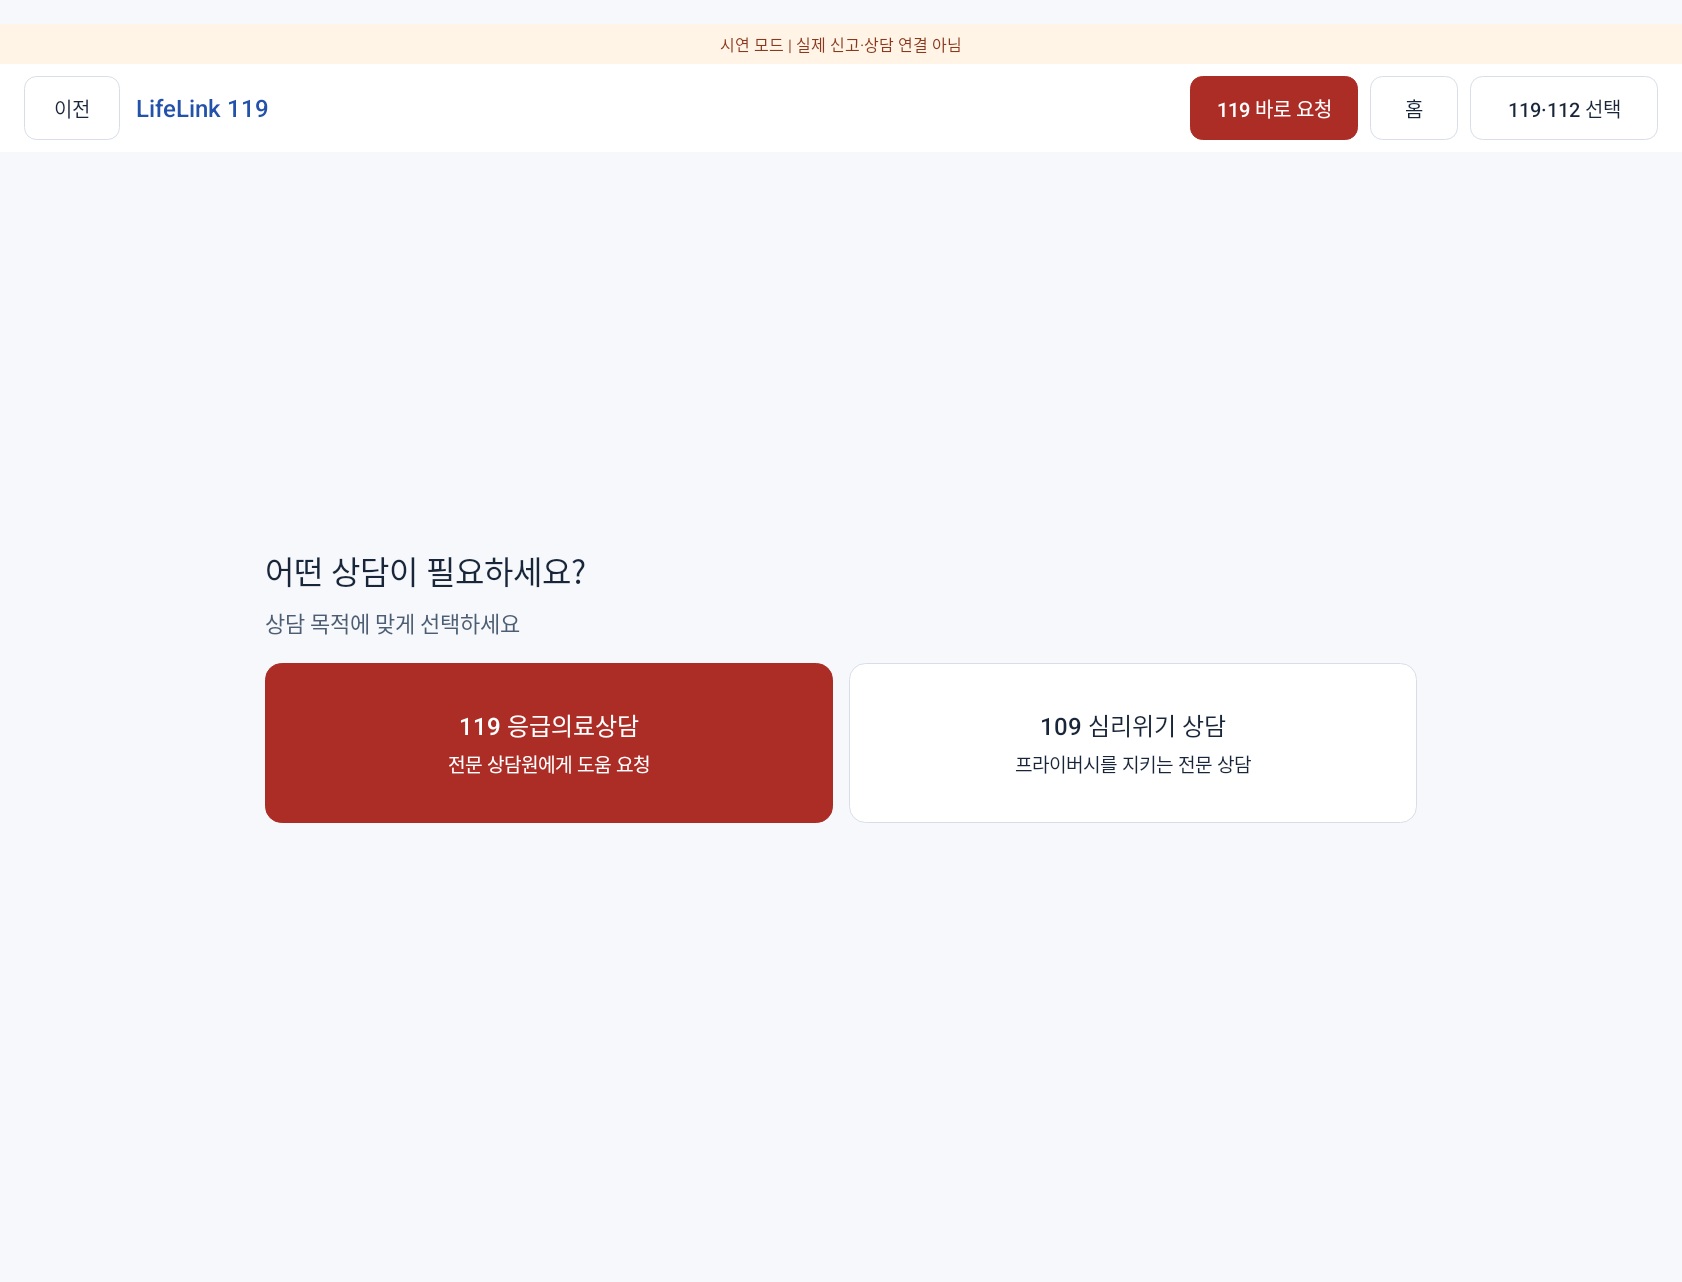 시연 모드 | 실제 신고·상담 연결 아님
이전
LifeLink 119
119 바로 요청
홈
119·112 선택
어떤 상담이 필요하세요?
상담 목적에 맞게 선택하세요
119 응급의료상담
전문 상담원에게 도움 요청
109 심리위기 상담
프라이버시를 지키는 전문 상담